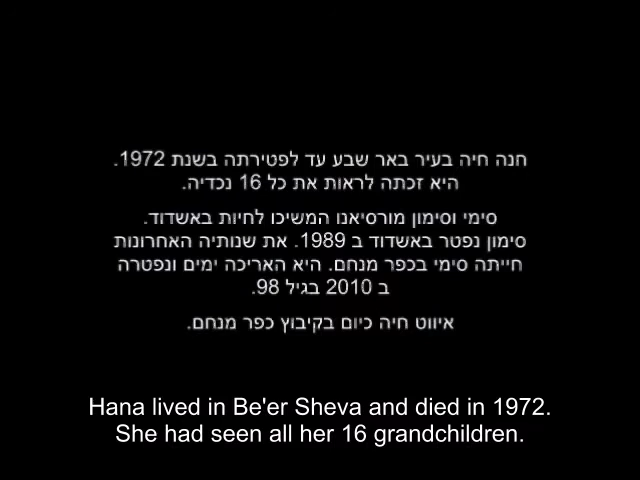 חנה חיה בעיר באר שבע עד לפטירתה בשנת 1972.
היא זכתה לראות את כל 16 נכדיה.
סימי וסימון מורסיאנו המשיכו לחיות באשדוד.
סימון נפטר באשדוד ב 1989. את שנותיה האחרונות
חייתה סימי בכפר מנחם. היא האריכה ימים ונפטרה
ב 2010 בגיל 98.
איווט חיה כיום בקיבוץ כפר מנחם.
Hana lived in Be'er Sheva and died in 1972.
She had seen all her 16 grandchildren.